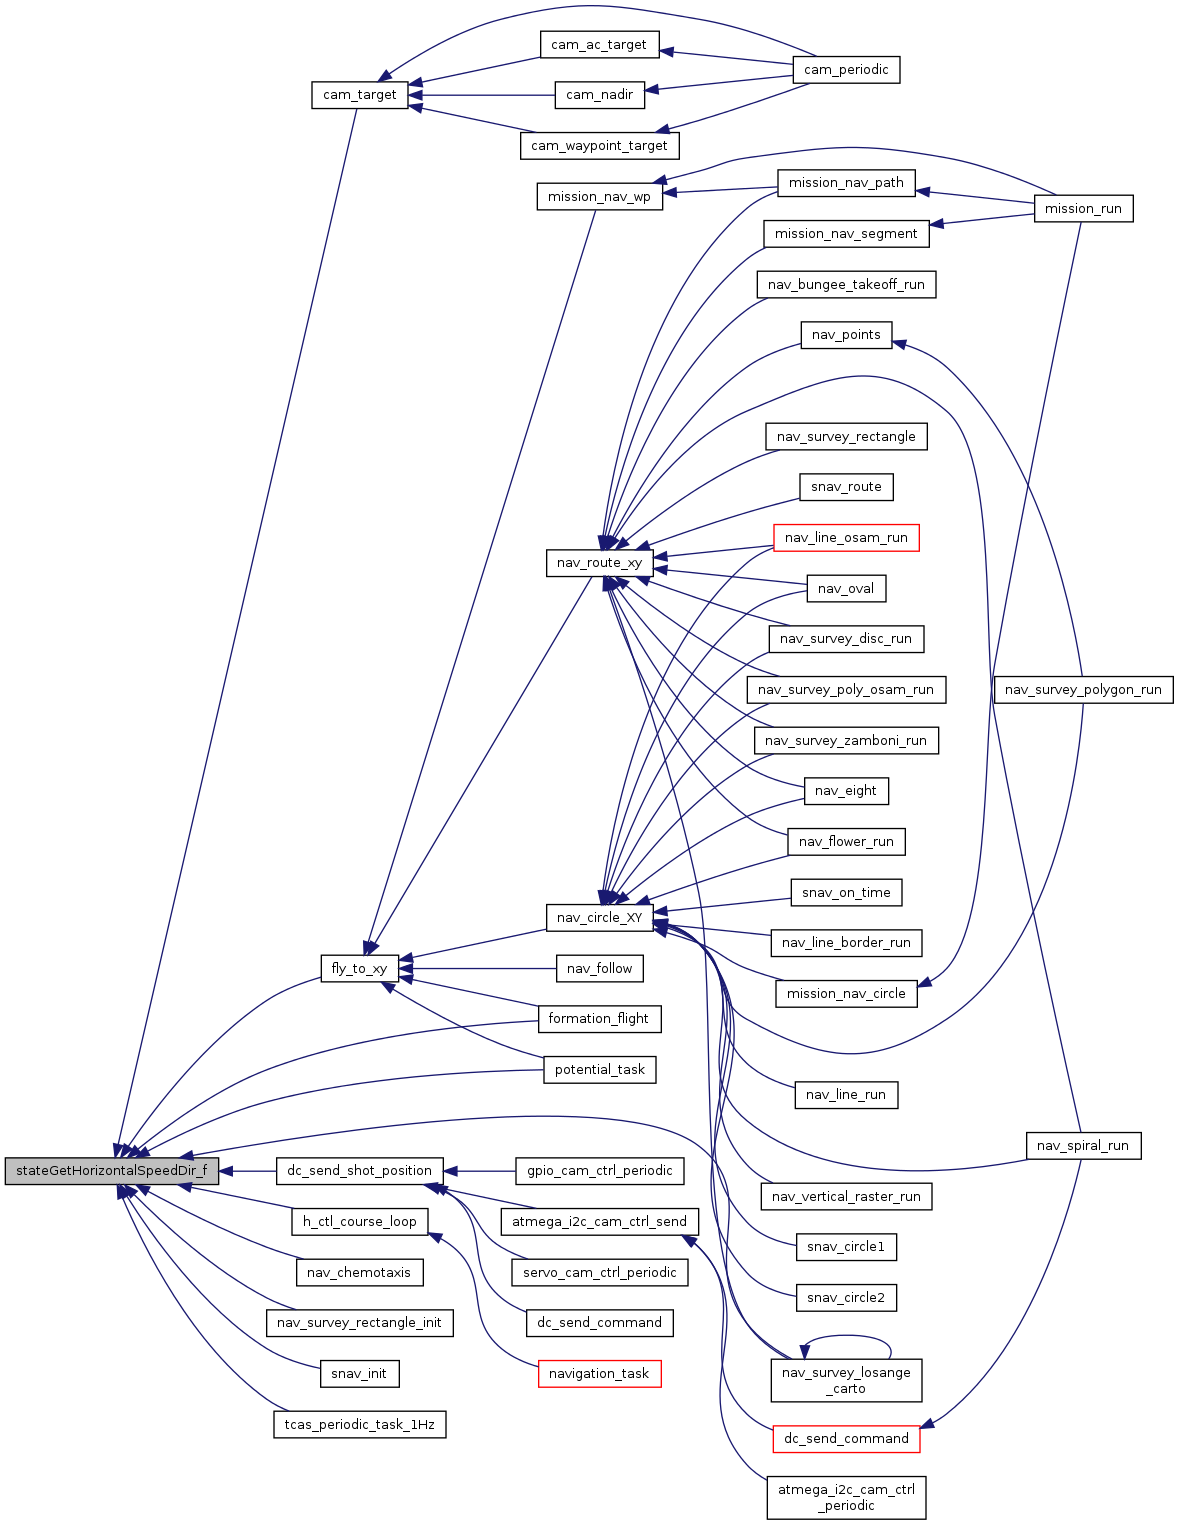 cam_ac_target
cam_periodic
cam_target
cam_nadir
cam_waypoint_target
mission_nav_path
mission_nav_wp
mission_run
mission_nav_segment
nav_bungee_takeoff_run
nav_points
nav_survey_rectangle
snav_route
nav_line_osam_run
nav_route_xy
nav_oval
nav_survey_disc_run
nav_survey_poly_osam_run
nav_survey_polygon_run
nav_survey_zamboni_run
nav_eight
nav_flower_run
snav_on_time
nav_circle_XY
nav_line_border_run
fly_to_xy
nav_follow
mission_nav_circle
formation_flight
potential_task
nav_line_run
nav_spiral_run
stateGetHorizontalSpeedDir_f
dc_send_shot_position
gpio_cam_ctrl_periodic
nav_vertical_raster_run
h_ctl_course_loop
atmega_i2c_cam_ctrl_send
snav_circle1
nav_chemotaxis
servo_cam_ctrl_periodic
snav_circle2
nav_survey_rectangle_init
dc_send_command
snav_init
navigation_task
nav_survey_losange
_carto
tcas_periodic_task_1Hz
dc_send_command
atmega_i2c_cam_ctrl
_periodic